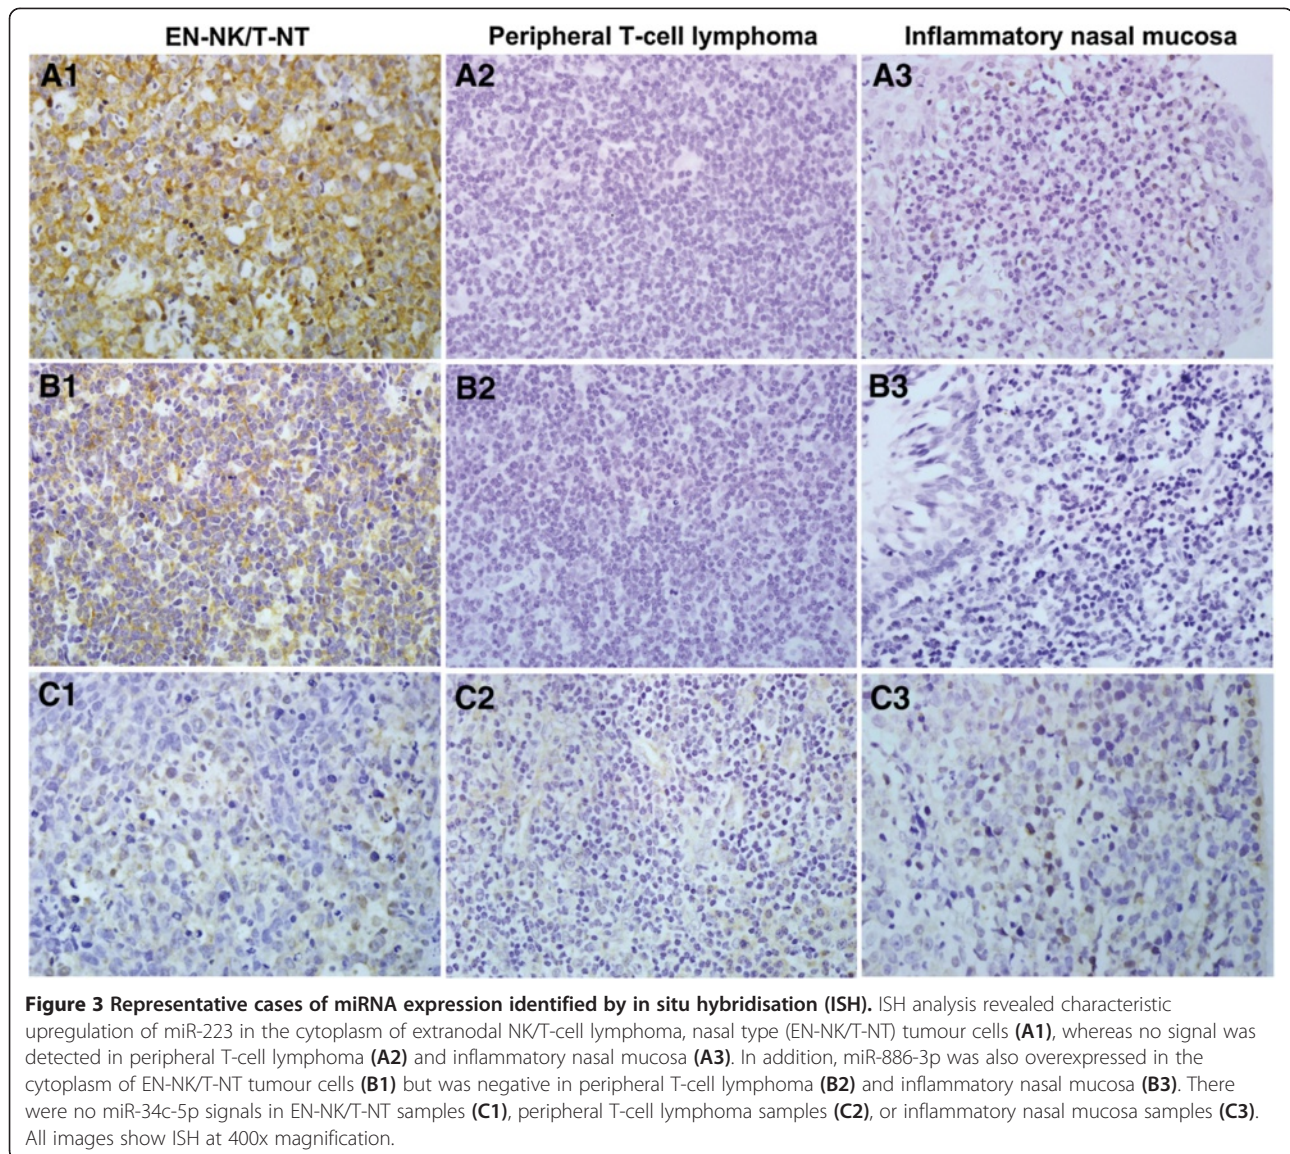 EN-NK/T-NT Peripheral T-cell lymphoma Inflammatory nasal mucosa
A1 A2 A3
B1 B2 B3
C1 C2 C3
Figure 3 Representative cases of miRNA expression identified by in situ hybridisation (ISH). ISH analysis revealed characteristic
upregulation of miR-223 in the cytoplasm of extranodal NK/T-cell lymphoma, nasal type (EN-NK/T-NT) tumour cells (A1), whereas no signal was
detected in peripheral T-cell lymphoma (A2) and inflammatory nasal mucosa (A3). In addition, miR-886-3p was also overexpressed in the
cytoplasm of EN-NK/T-NT tumour cells (B1) but was negative in peripheral T-cell lymphoma (B2) and inflammatory nasal mucosa (B3). There
were no miR-34c-5p signals in EN-NK/T-NT samples (C1), peripheral T-cell lymphoma samples (C2), or inflammatory nasal mucosa samples (C3).
All images show ISH at 400x magnification.